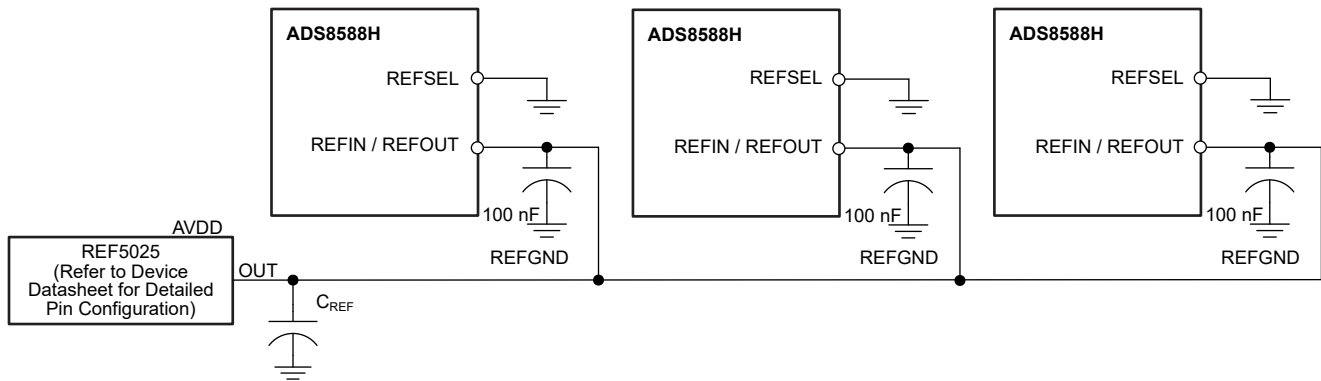 ADS8588H
REFSEL
REFIN / REFOUT
100 nF
REFGND
ADS8588H
REFSEL
REFIN / REFOUT
100 nF
REFGND
ADS8588H
REFSEL
REFIN / REFOUT
100 nF
REFGND
AVDD
REF5025
(Refer to Device
Datasheet for Detailed
Pin Configuration)
OUT
CREF